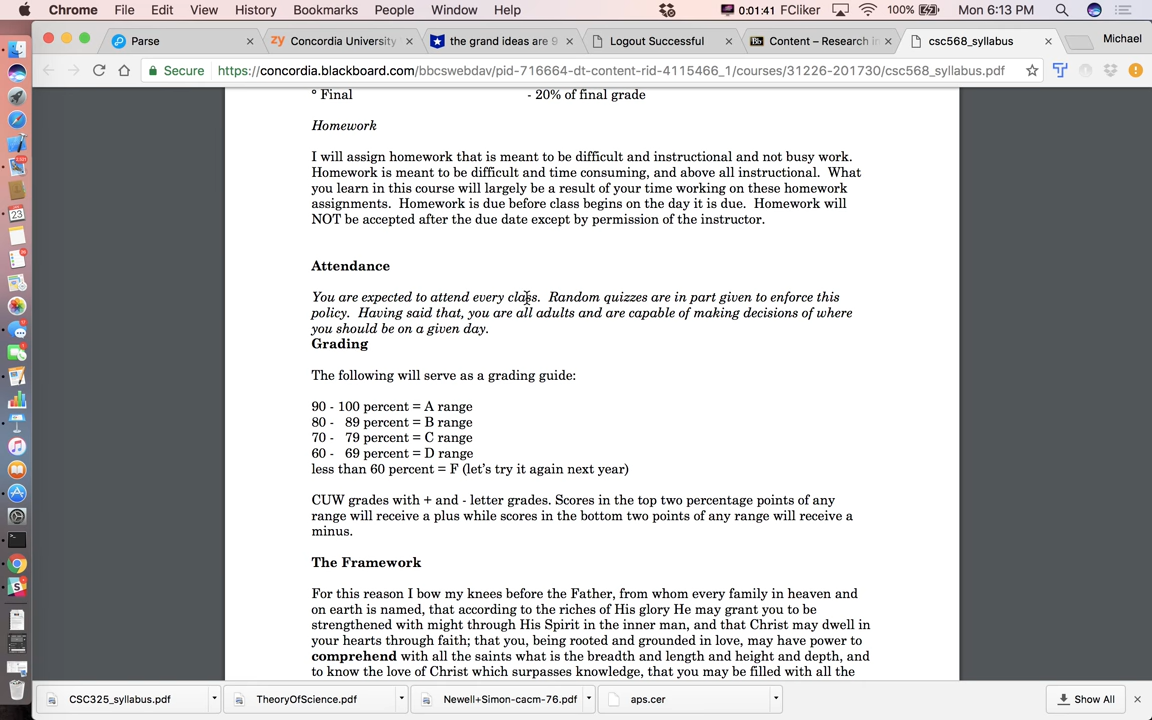 Chrome File Edit View History Bookmarks People Window Help 0:01:41 FCliker 100% Mon 6:13 PM
Parse
Concordia University
the grand ideas are 9
Logout Successful
Content – Research in
csc568_syllabus
Michael
Secure https://concordia.blackboard.com/bbcswebdav/pid-716664-dt-content-rid-4115466_1/courses/31226-201730/csc568_syllabus.pdf
° Final - 20% of final grade
Homework
I will assign homework that is meant to be difficult and instructional and not busy work.
Homework is meant to be difficult and time consuming, and above all instructional. What
you learn in this course will largely be a result of your time working on these homework
assignments. Homework is due before class begins on the day it is due. Homework will
NOT be accepted after the due date except by permission of the instructor.
Attendance
You are expected to attend every class. Random quizzes are in part given to enforce this
policy. Having said that, you are all adults and are capable of making decisions of where
you should be on a given day.
Grading
The following will serve as a grading guide:
90 - 100 percent = A range
80 - 89 percent = B range
70 - 79 percent = C range
60 - 69 percent = D range
less than 60 percent = F (let's try it again next year)
CUW grades with + and - letter grades. Scores in the top two percentage points of any
range will receive a plus while scores in the bottom two points of any range will receive a
minus.
The Framework
For this reason I bow my knees before the Father, from whom every family in heaven and
on earth is named, that according to the riches of His glory He may grant you to be
strengthened with might through His Spirit in the inner man, and that Christ may dwell in
your hearts through faith; that you, being rooted and grounded in love, may have power to
comprehend with all the saints what is the breadth and length and height and depth, and
to know the love of Christ which surpasses knowledge, that you may be filled with all the
CSC325_syllabus.pdf
TheoryOfScience.pdf
Newell+Simon-cacm-76.pdf
aps.cer
Show All